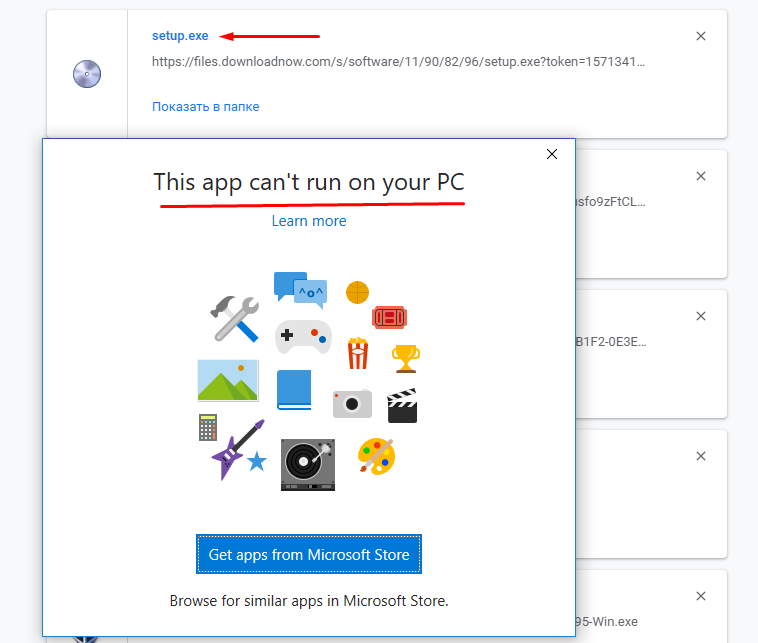 setup.exe
https://files.downloadnow.com/s/software/11/90/82/96/setup.exe?token=1571341...
Показать в папке
This app can't run on your PC
usfo9zFtCL...
Learn more
^o^
B1F2-0E3E...
Get apps from Microsoft Store
Browse for similar apps in Microsoft Store.
95-Win.exe